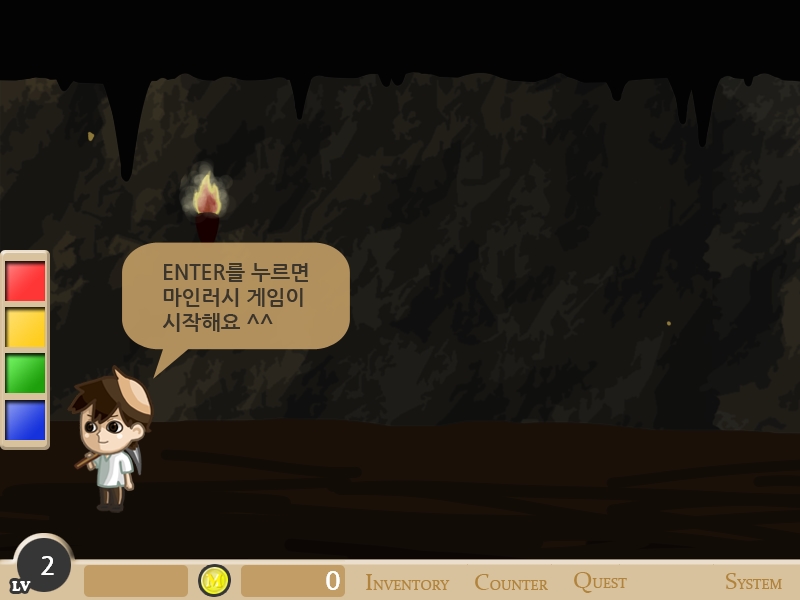 ENTER를 누르면
마인러시 게임이
시작해요 ^^
2
LV
M
0
INVENTORY
COUNTER
QUEST
SYSTEM